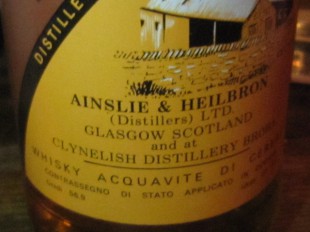 DISTILLE
AINSLIE & HEILBRON
(Distillers) LTD.
GLASGOW SCOTLAND
and at
CLYNELISH DISTILLERY BRORA
WHISKY ACQUAVITE DI
CONTRASSEGNO DI STATO APPLICATO IN